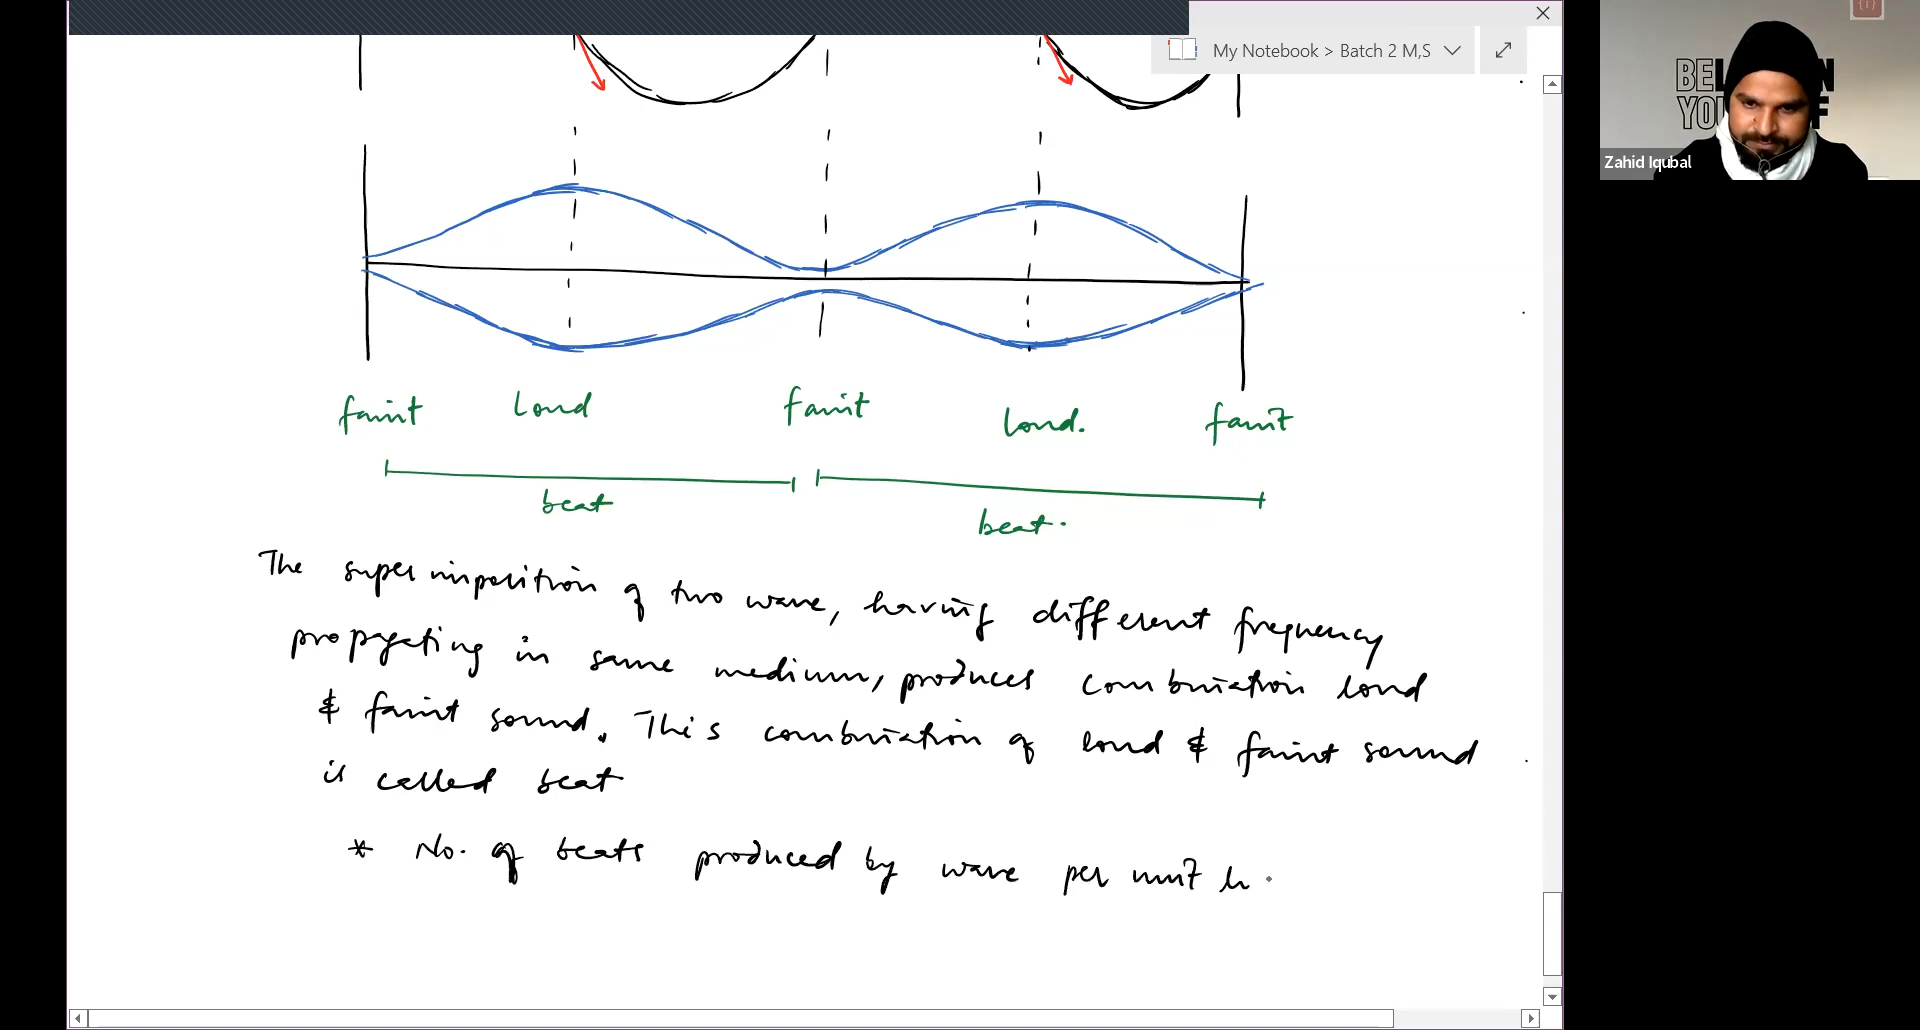 My Notebook > Batch 2 M,S
Zahid Iqubal
faint loud faint loud. faint
beat beat.
The superimposition of two wave, having different frequency
propagating in same medium, produces combination loud
& faint sound. This combination of loud & faint sound
is called beat
* No. of beats produced by wave per unit